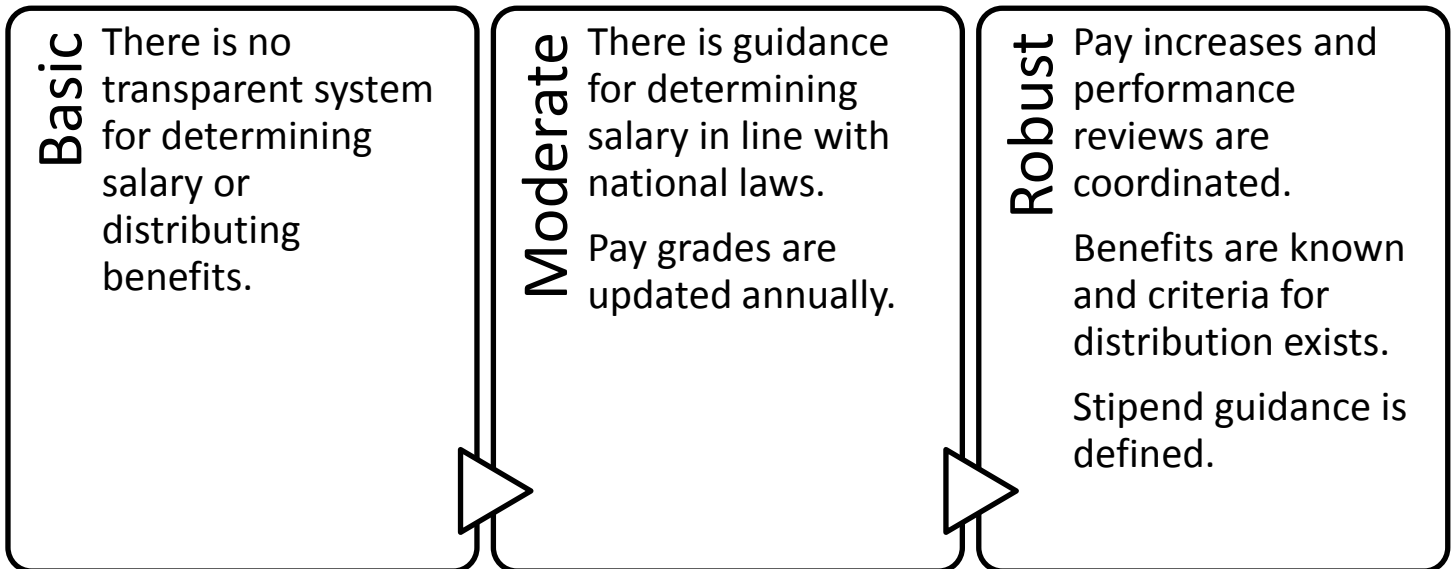 Basic
There is no
transparent system
for determining
salary or
distributing
benefits.
Moderate
There is guidance
for determining
salary in line with
national laws.
Pay grades are
updated annually.
Robust
Pay increases and
performance
reviews are
coordinated.
Benefits are known
and criteria for
distribution exists.
Stipend guidance is
defined.